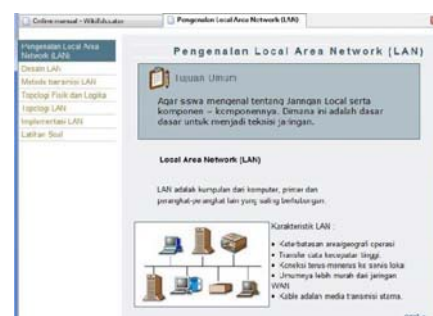 Online manual - WikiEducator
Pengenalan Local Area Network (LAN)
Pengenalan Local Area
Network (LAN)
Desain LAN
Metode transmisi LAN
Topologi Fisik dan Logika
Topologi LAN
Implementasi LAN
Latihan Soal
Pengenalan Local Area Network (LAN)
Tujuan Umum
Agar siswa mengenal tentang Jaringan Local serta
komponen - komponennya. Dimana ini adalah dasar
dasar untuk menjadi teknisi jaringan.
Local Area Network (LAN)
LAN adalah kumpulan dari komputer, printer dan
perangkat-perangkat lain yang saling berhubungan.
Karakteristik LAN :
• Keterbatasan area/geografi operasi
• Transfer data kecepatan tinggi.
• Koneksi terus-menerus ke servis lokal
• Umumnya lebih murah dari jaringan
WAN
• Kable adalah media transmisi utama.